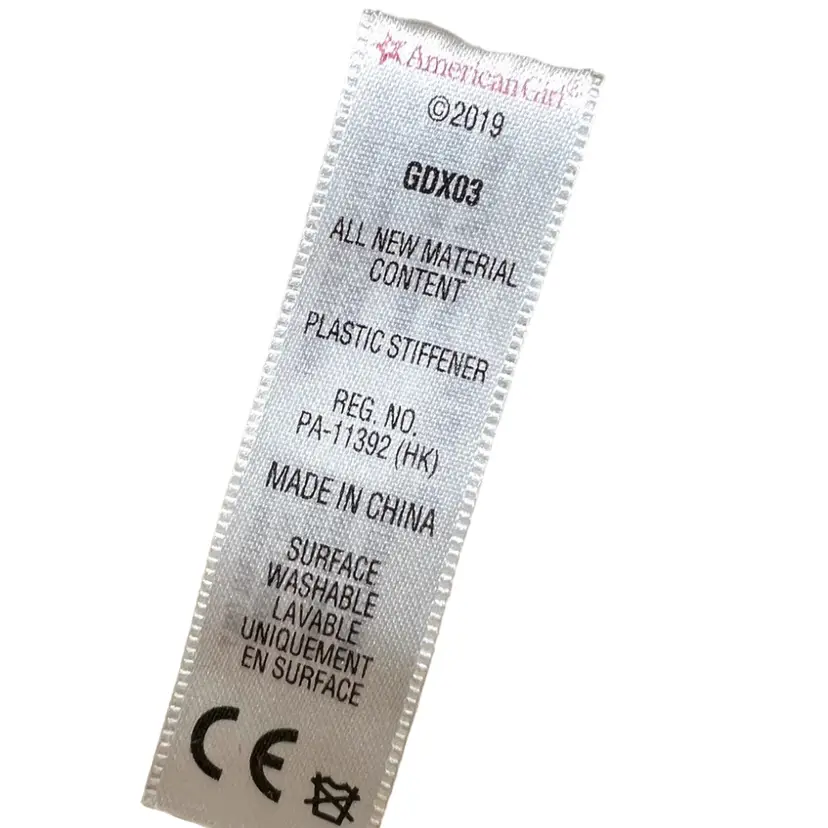 American Girl®
©2019
GDX03
ALL NEW MATERIAL
CONTENT
PLASTIC STIFFENER
REG. NO.
PA-11392 (HK)
MADE IN CHINA
SURFACE
WASHABLE
LAVABLE
UNIQUEMENT
EN SURFACE
CE